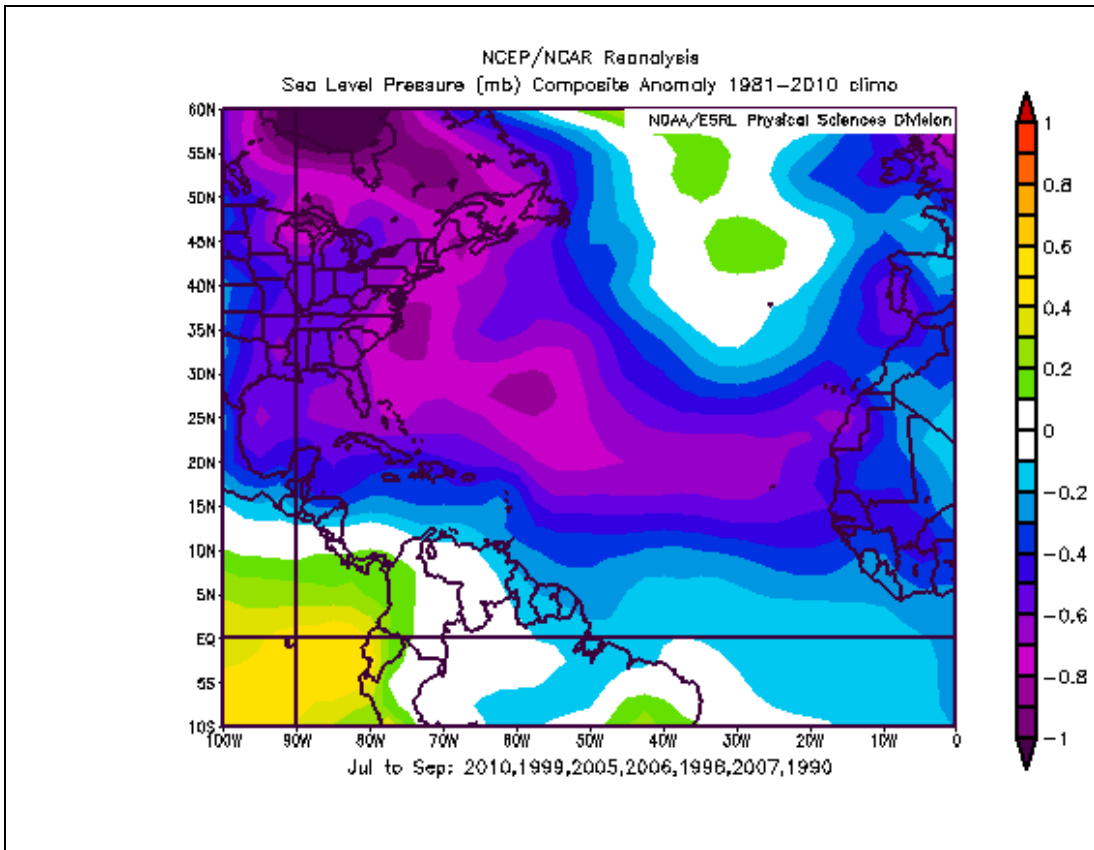 NCEP/NCAR Reanalysis
Sea Level Pressure (mb) Composite Anomaly 1981-2010 climo
NOAA/ESRL Physical Sciences Division
60N
55N
50N
45N
40N
35N
30N
25N
20N
15N
10N
5N
EQ
5S
10S
100W 90W 80W 70W 60W 50W 40W 30W 20W 10W 0
1
0.8
0.6
0.4
0.2
0
-0.2
-0.4
-0.6
-0.8
-1
Jul to Sep: 2010,1999,2005,2006,1998,2007,1990